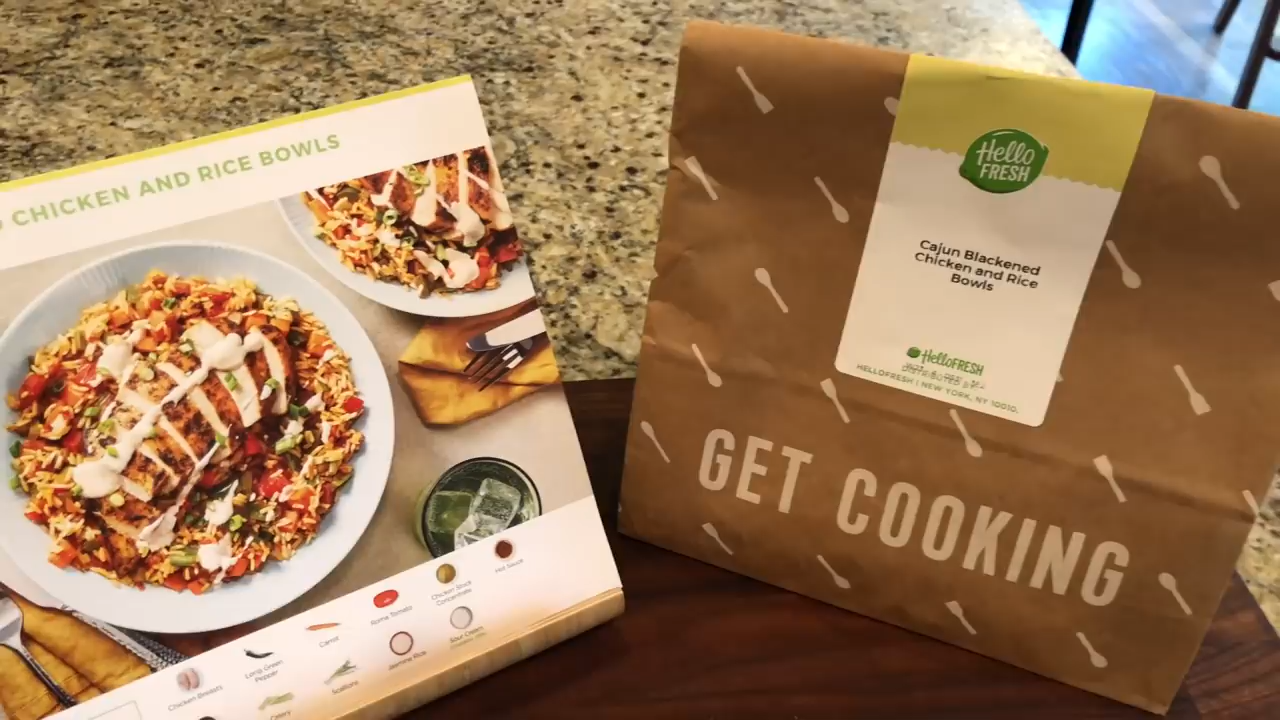 CHICKEN AND RICE BOWLS
Chicken Breasts
Long Green
Pepper
Celery
Carrot
Scallions
Roma Tomato
Jasmine Rice
Chicken Stock
Concentrate
Sour Cream
Hot Sauce
Hello
FRESH
Cajun Blackened
Chicken and Rice
Bowls
HelloFRESH
DISTRIBUTED BY
HELLOFRESH | NEW YORK, NY 10010.
GET COOKING